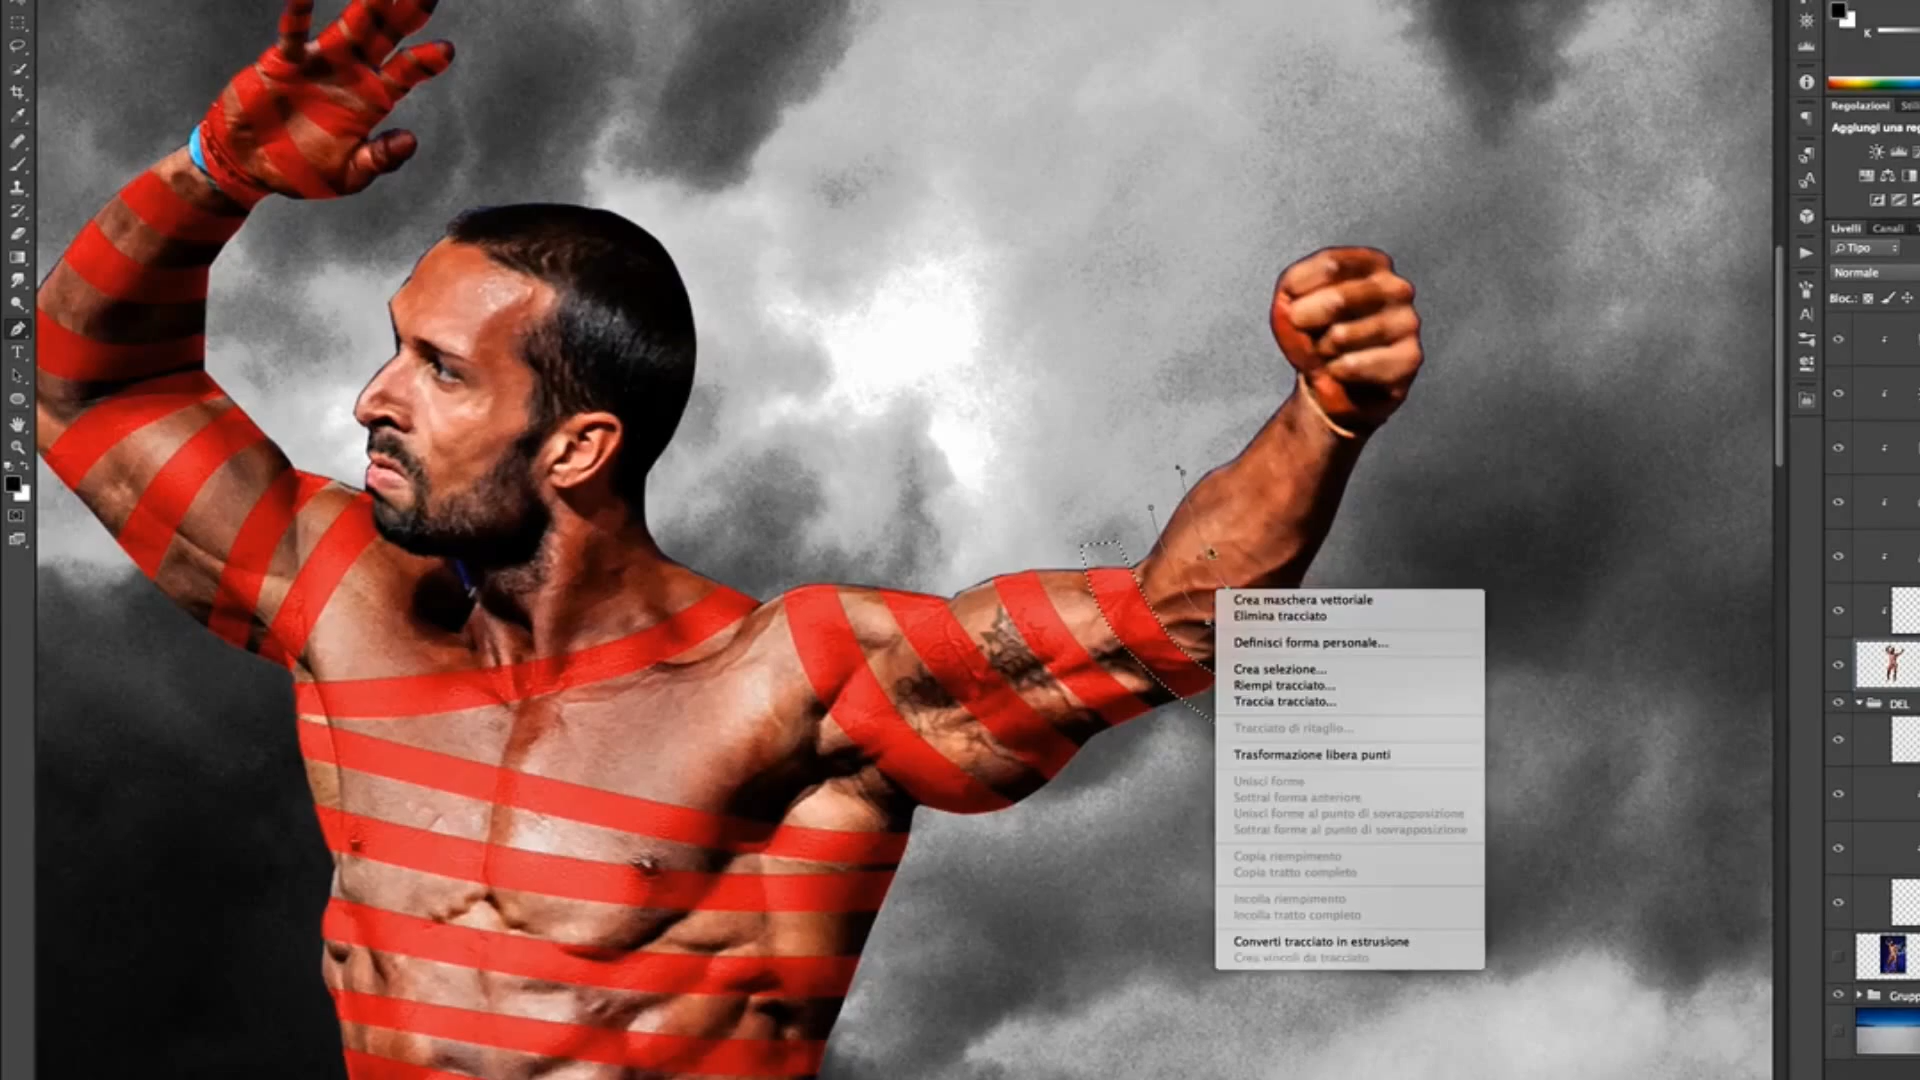 K
Regolazioni
Aggiungi una
Livelli Canali
Tipo
Normale
Bloc.:
DEL
Crea maschera vettoriale
Elimina tracciato
Definisci forma personale...
Crea selezione...
Riempi tracciato...
Traccia tracciato...
Tracciato di ritaglio...
Trasformazione libera punti
Unisci forme
Sottrai forma anteriore
Unisci forme al punto di sovrapposizione
Sottrai forme al punto di sovrapposizione
Copia riempimento
Copia tratto completo
Incolla riempimento
Incolla tratto completo
Converti tracciato in estrusione
Crea vincoli da tracciato